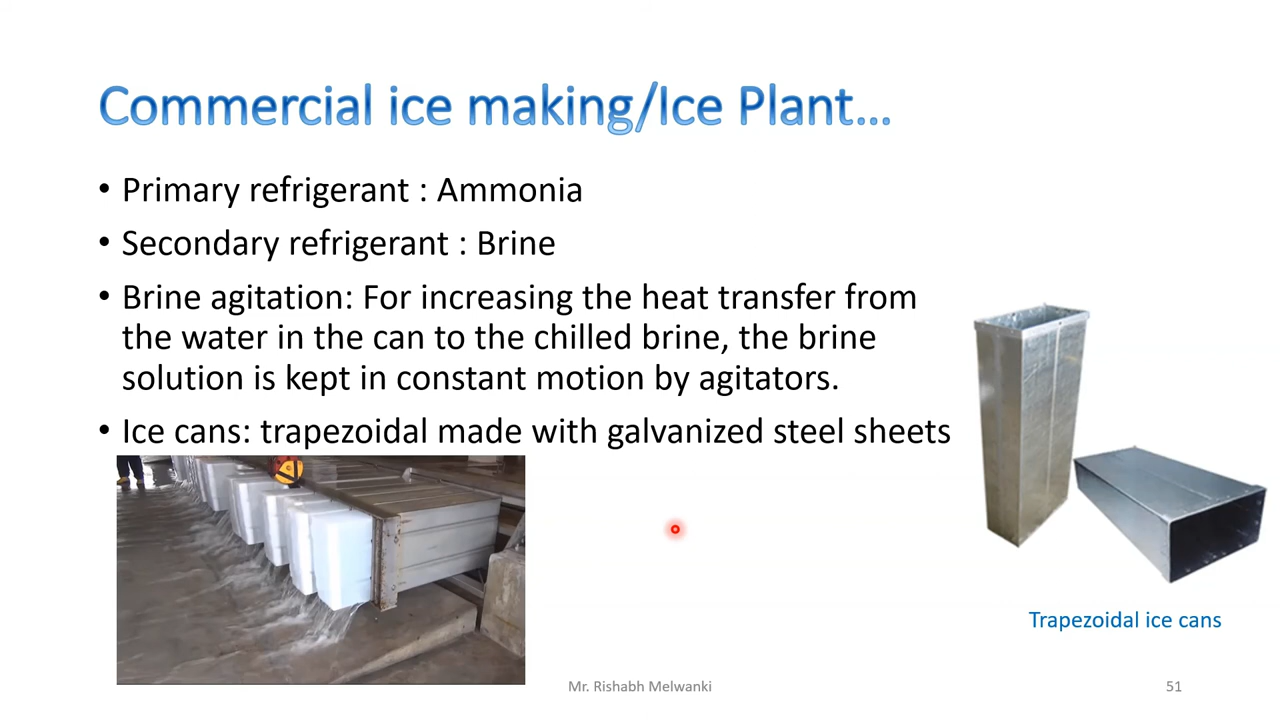 Commercial ice making/Ice Plant...
• Primary refrigerant : Ammonia
• Secondary refrigerant : Brine
• Brine agitation: For increasing the heat transfer from
the water in the can to the chilled brine, the brine
solution is kept in constant motion by agitators.
• Ice cans: trapezoidal made with galvanized steel sheets
Trapezoidal ice cans
Mr. Rishabh Melwanki
51